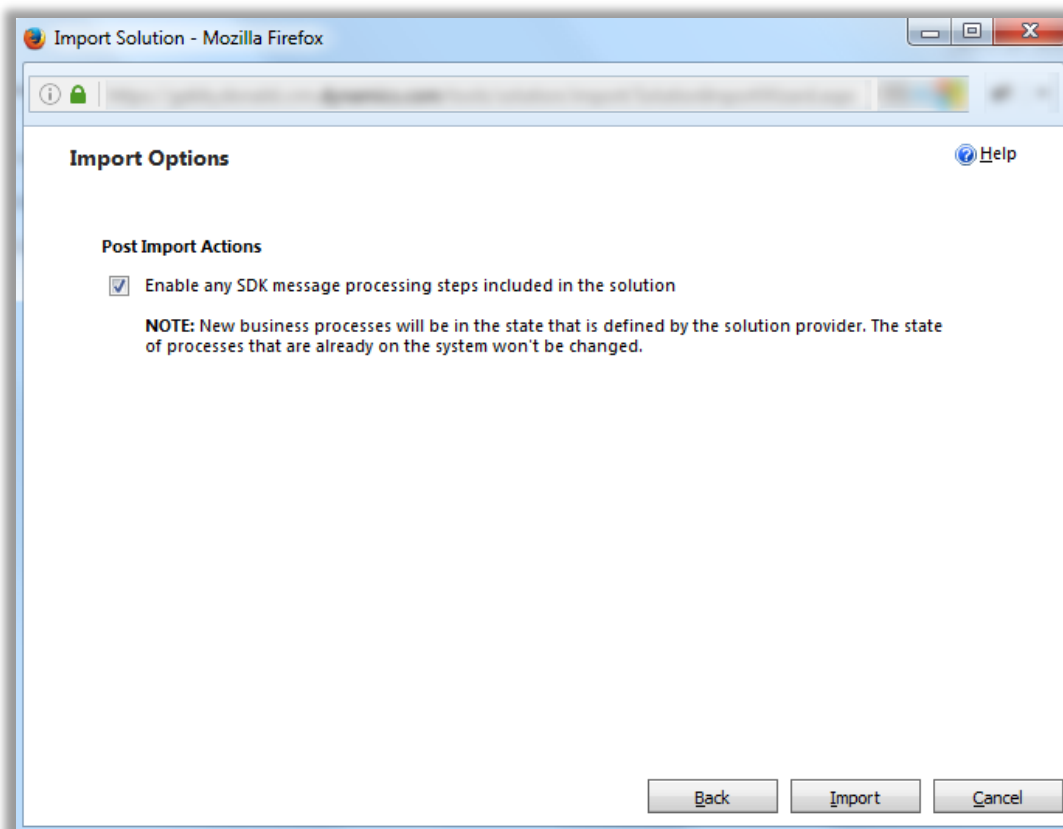 Import Solution - Mozilla Firefox
dynamics.com
Import Options
Help
Post Import Actions
Enable any SDK message processing steps included in the solution
NOTE: New business processes will be in the state that is defined by the solution provider. The state
of processes that are already on the system won't be changed.
Back Import Cancel